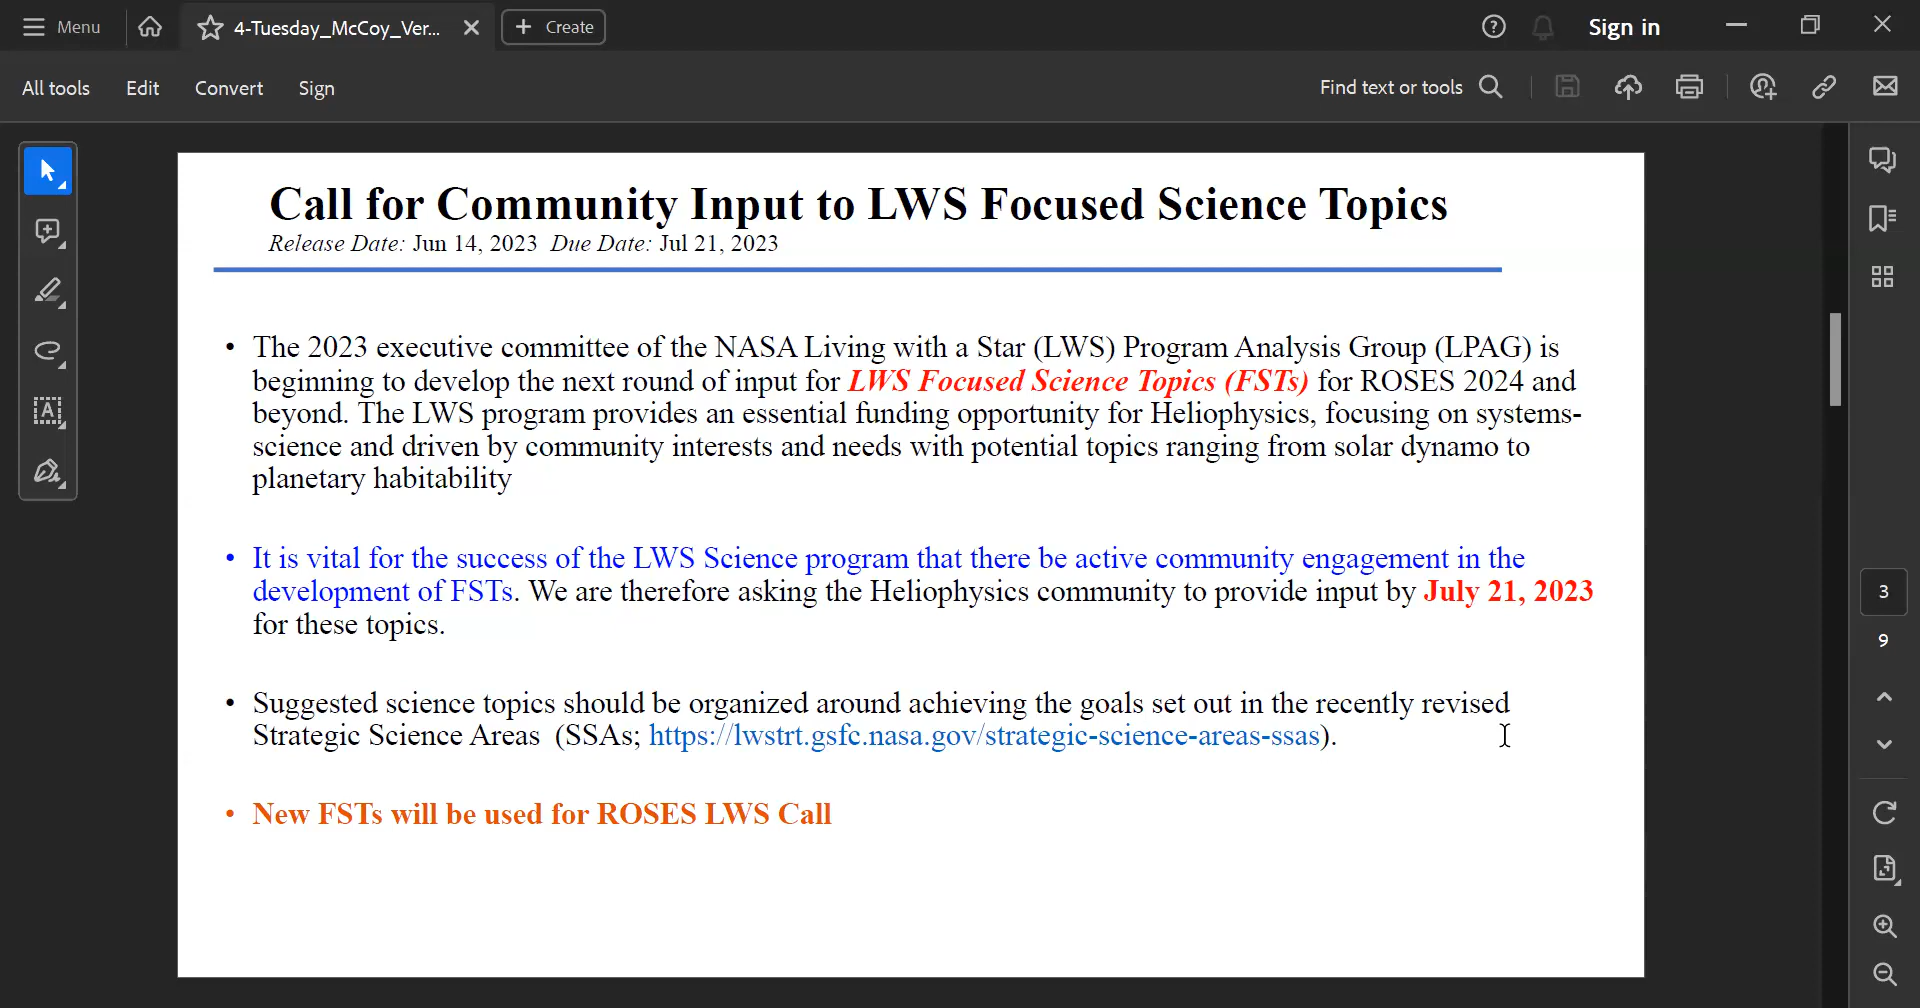 Menu
4-Tuesday_McCoy_Ver...
Create
Sign in
All tools
Edit
Convert
Sign
Find text or tools
Call for Community Input to LWS Focused Science Topics
Release Date: Jun 14, 2023 Due Date: Jul 21, 2023
• The 2023 executive committee of the NASA Living with a Star (LWS) Program Analysis Group (LPAG) is
beginning to develop the next round of input for LWS Focused Science Topics (FSTs) for ROSES 2024 and
beyond. The LWS program provides an essential funding opportunity for Heliophysics, focusing on systems-
science and driven by community interests and needs with potential topics ranging from solar dynamo to
planetary habitability
• It is vital for the success of the LWS Science program that there be active community engagement in the
development of FSTs. We are therefore asking the Heliophysics community to provide input by July 21, 2023
for these topics.
• Suggested science topics should be organized around achieving the goals set out in the recently revised
Strategic Science Areas (SSAs; https://lwstrt.gsfc.nasa.gov/strategic-science-areas-ssas).
• New FSTs will be used for ROSES LWS Call
3
9